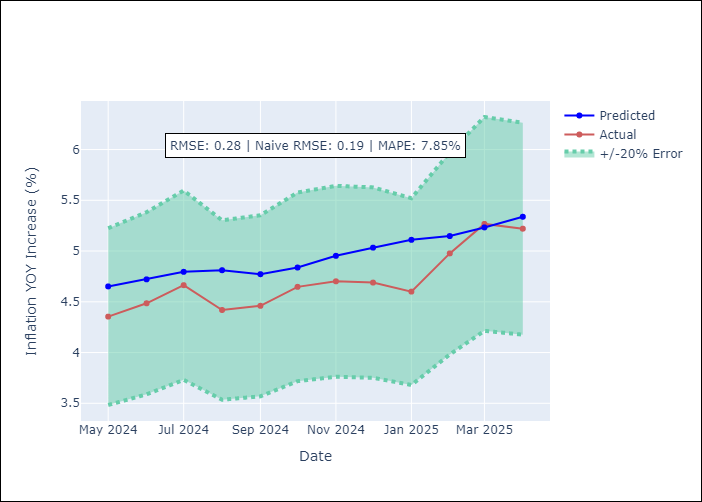 RMSE: 0.28 | Naive RMSE: 0.19 | MAPE: 7.85%
Predicted
Actual
+/-20% Error
Inflation YOY Increase (%)
6
5.5
5
4.5
4
3.5
May 2024 Jul 2024 Sep 2024 Nov 2024 Jan 2025 Mar 2025
Date